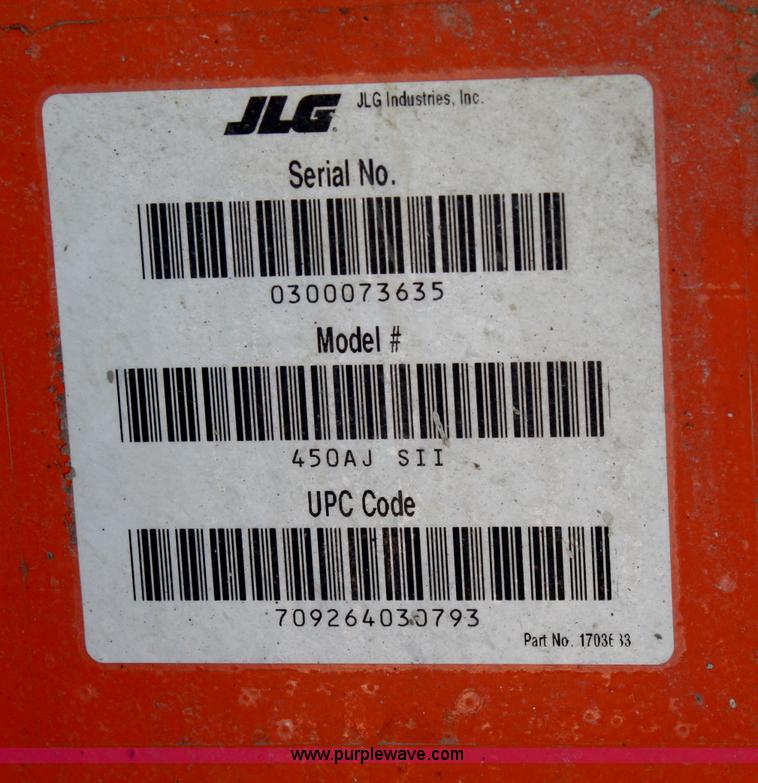 JLG JLG Industries, Inc.
Serial No.
0300073635
Model #
450AJ SII
UPC Code
709264030793
Part No.
www.purplewave.com